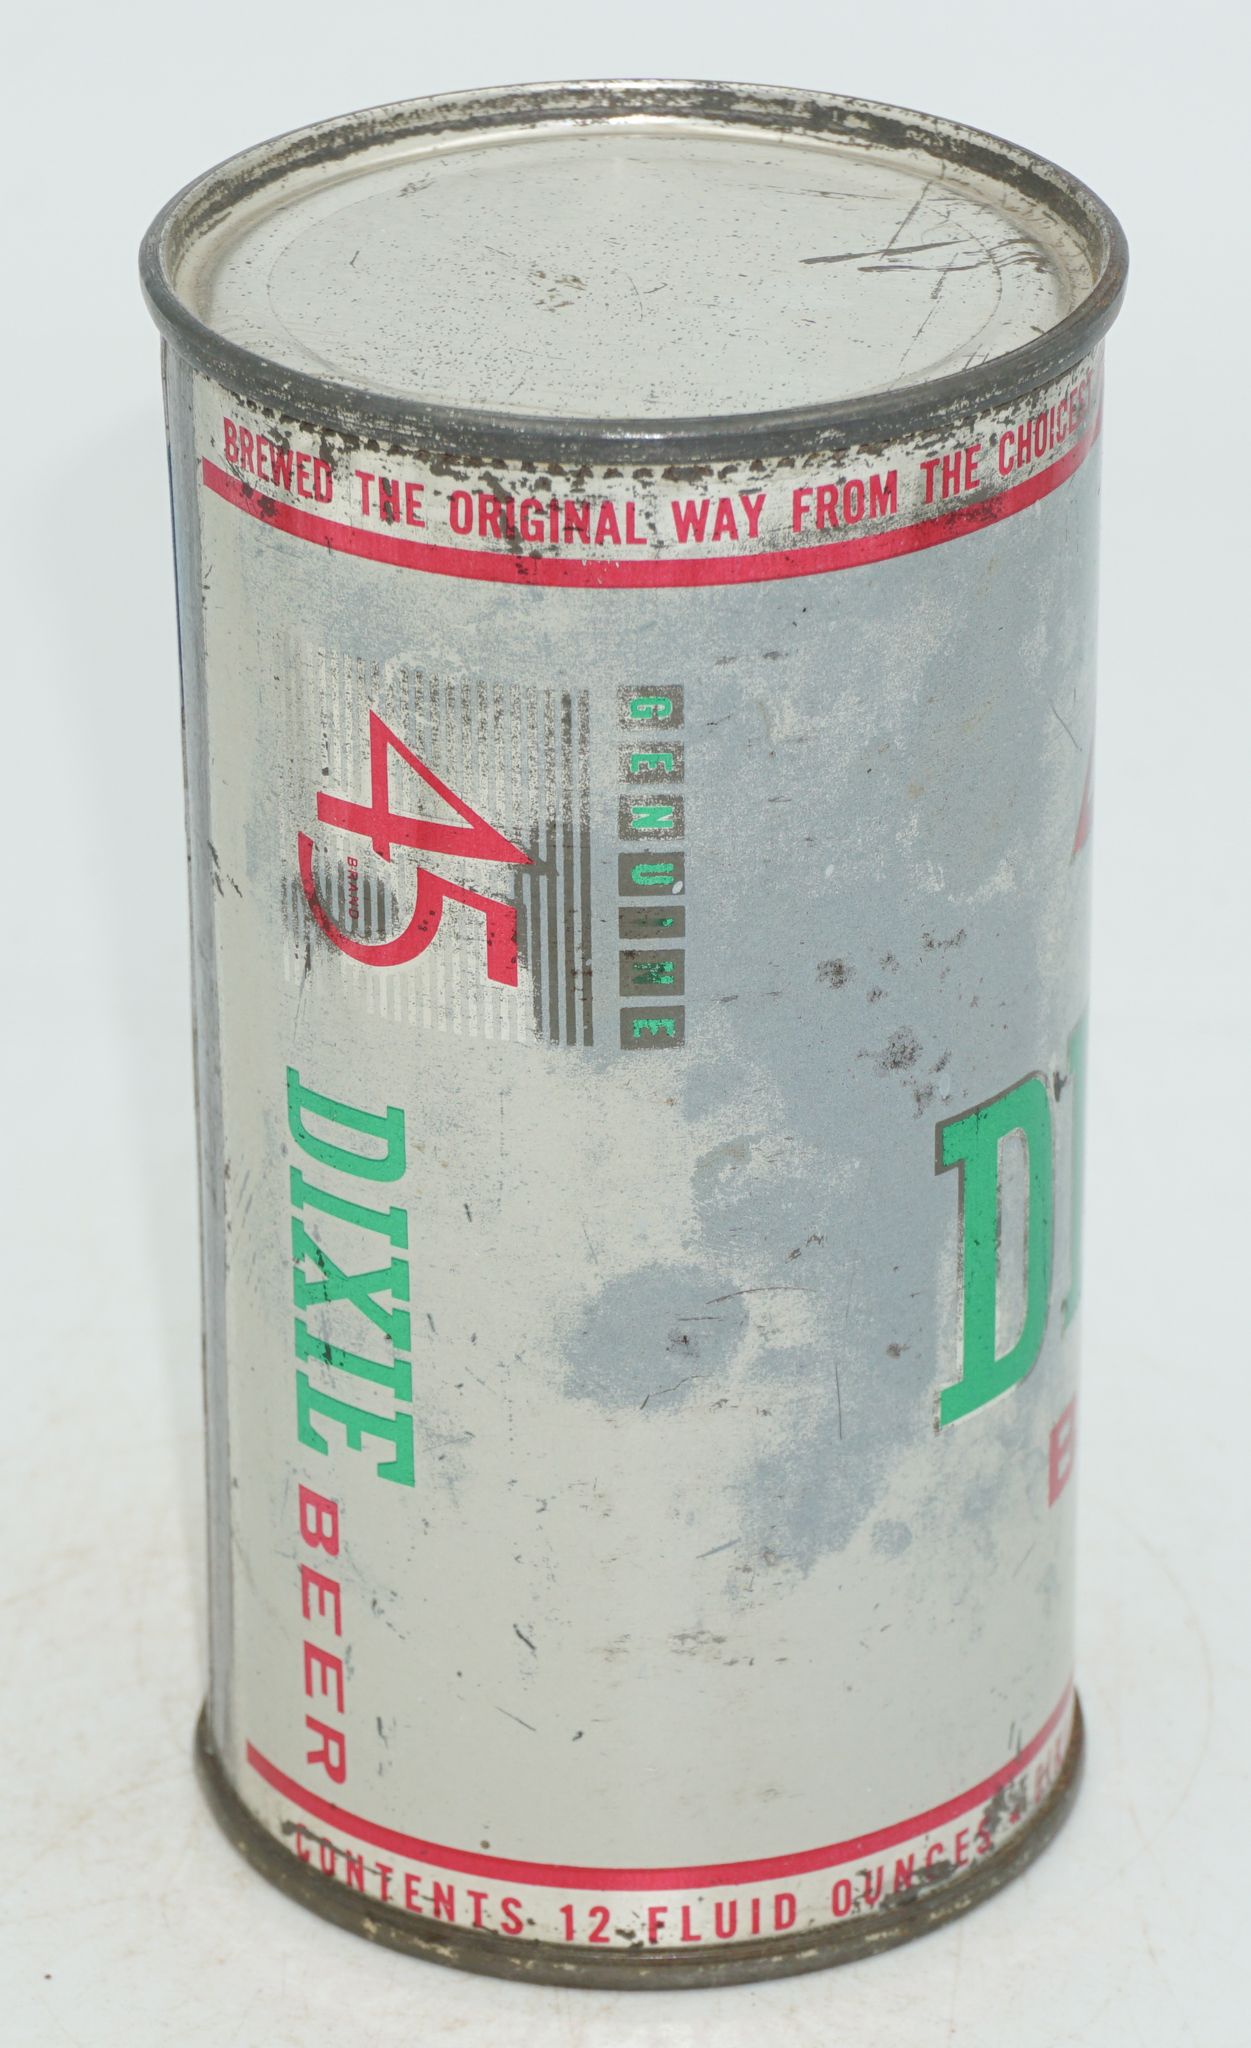 BREWED THE ORIGINAL WAY FROM THE CHOICEST
GENUINE
45
BRAND
DIXIE
BEER
CONTENTS 12 FLUID OUNCES